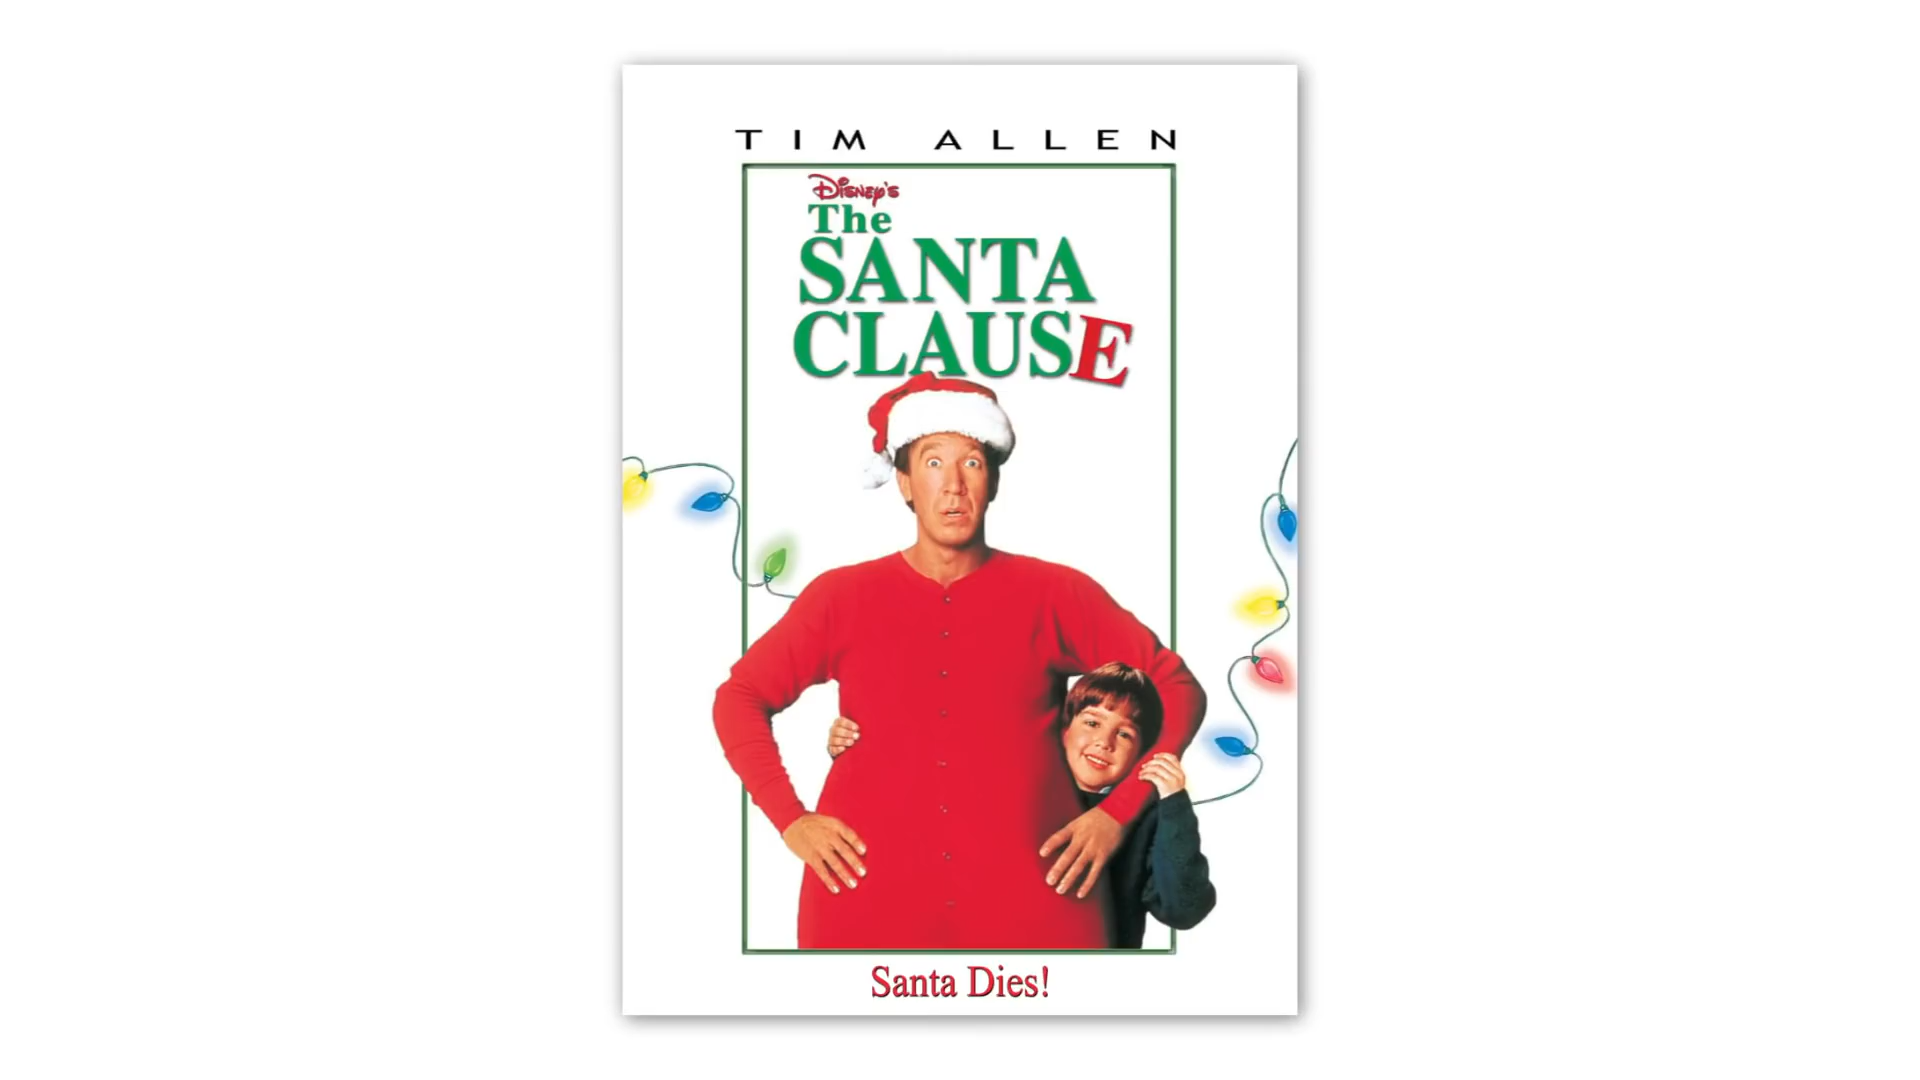 TIM ALLEN
Disney's
The
SANTA
CLAUSE
Santa Dies!